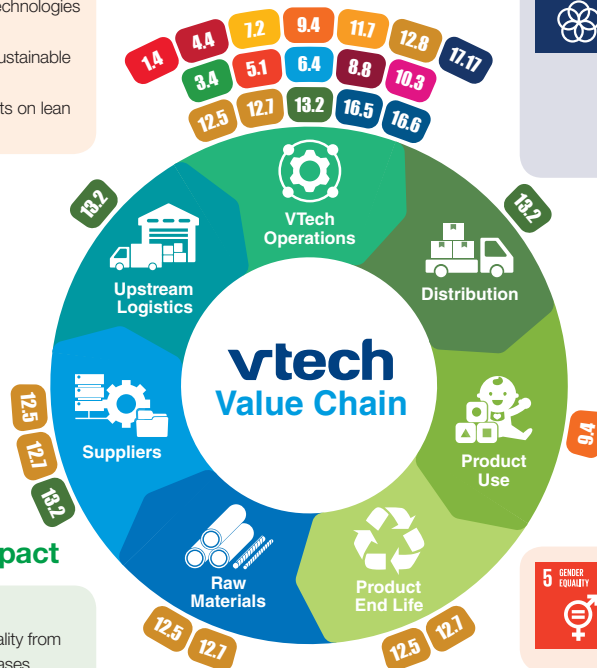 technologies
ustainable
ts on lean
1.4
4.4
7.2
9.4
11.7
12.8
17.17
3.4
5.1
6.4
8.8
10.3
12.5
12.7
13.2
16.5
16.6
13.2
13.2
VTech
Operations
Upstream
Logistics
Distribution
vtech
Value Chain
12.5
12.7
13.2
Suppliers
Product
Use
9.4
Raw
Materials
Product
End Life
12.5
12.7
12.5
12.7
pact
ality from
ases
5 GENDER
EQUALITY